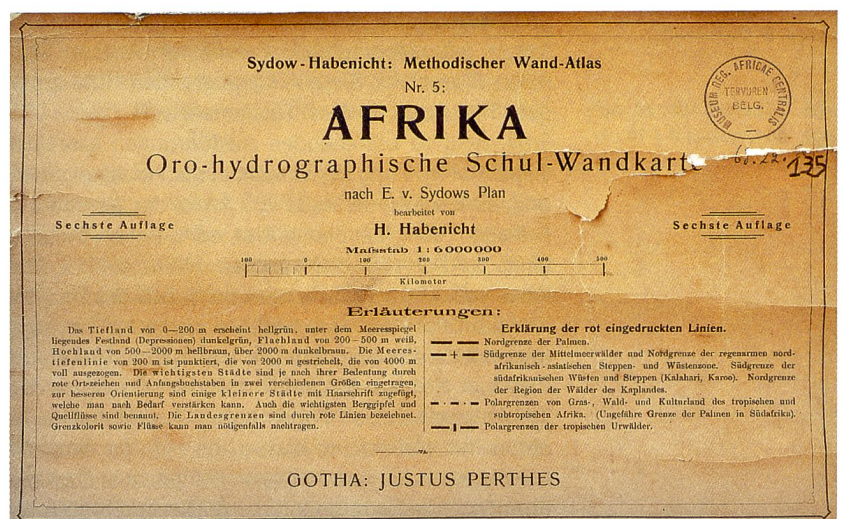 Sydow-Habenicht: Methodischer Wand-Atlas
Nr. 5:
AFRIKA
Oro-hydrographische Schul-Wandkarte
nach E. v. Sydows Plan
bearbeitet von
H. Habenicht
Sechste Auflage
Sechste Auflage
MUSEUM REG. AFRICAE CENTRALIS
TERVUREN
BELG.
135
Maßstab 1:6000000
100 0 100 200 300 400 500
Kilometer
Erläuterungen:
Das Tiefland von 0—200 m erscheint hellgrün, unter dem Meeresspiegel
liegendes Festland (Depressionen) dunkelgrün, Flachland von 200-500 m weiß,
Hochland von 500—2000 m hellbraun, über 2000 m dunkelbraun. Die Meeres-
tiefenlinie von 200 m ist punktiert, die von 2000 m gestrichelt, die von 4000 m
voll ausgezogen. Die wichtigsten Städte sind je nach ihrer Bedeutung durch
rote Ortszeichen und Anfangsbuchstaben in zwei verschiedenen Größen eingetragen,
zur besseren Orientierung sind einige kleinere Städte mit Haarschrift zugefügt,
welche man nach Bedarf verstärken kann. Auch die wichtigsten Berggipfel und
Quellflüsse sind benannt. Die Landesgrenzen sind durch rote Linien bezeichnet.
Grenzkolorit sowie Flüsse kann man nötigenfalls nachtragen.
Erklärung der rot eingedruckten Linien.
Nordgrenze der Palmen.
Südgrenze der Mittelmeerwälder und Nordgrenze der regenarmen nord-
afrikanisch-asiatischen Steppen- und Wüstenzone. Südgrenze der
südafrikanischen Wüsten und Steppen (Kalahari, Karoo). Nordgrenze
der Region der Wälder des Kaplandes.
Polargrenzen von Gras-, Wald- und Kulturland des tropischen und
subtropischen Afrika. (Ungefähre Grenze der Palmen in Südafrika).
Polargrenzen der tropischen Urwälder.
GOTHA: JUSTUS PERTHES